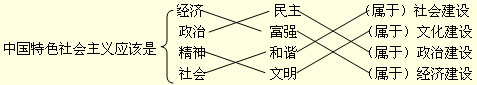 经济 民主 (属于)社会建设
政治 富强 (属于)文化建设
中国特色社会主义应该是
精神 和谐 (属于)政治建设
社会 文明 (属于)经济建设